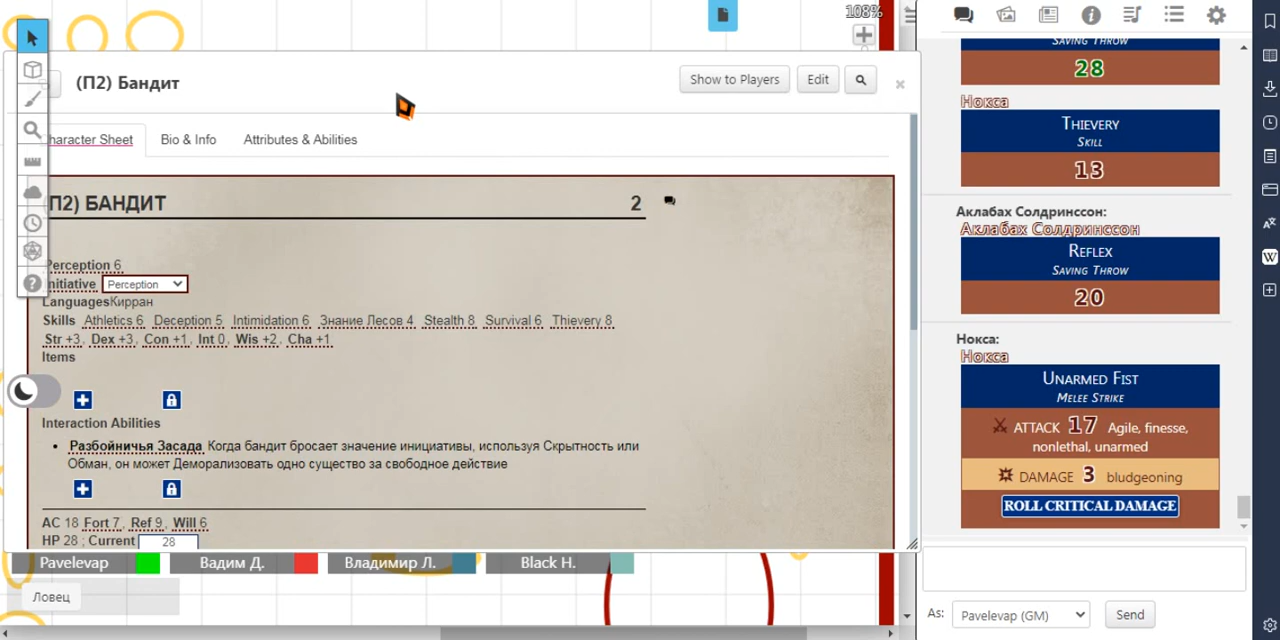 108%
(П2) Бандит
Show to Players
Edit
haracter Sheet
Bio & Info
Attributes & Abilities
П2) БАНДИТ
2
Perception 6
nitiative Perception
LanguagesКирран
Skills Athletics 6 Deception 5 Intimidation 6 Знание Лесов 4 Stealth 8 Survival 6 Thievery 8
Str +3, Dex +3, Con +1, Int 0, Wis +2, Cha +1
Items
Interaction Abilities
• Разбойничья Засада Когда бандит бросает значение инициативы, используя Скрытность или
Обман, он может Деморализовать одно существо за свободное действие
AC 18 Fort 7, Ref 9, Will 6
HP 28 ; Current 28
Pavelevap
Вадим Д.
Владимир Л.
Black H.
Ловец
Saving Throw
28
Нокса
Thievery
Skill
13
Аклабах Солдринссон:
Аклабах Солдринссон
Reflex
Saving Throw
20
Нокса:
Нокса
Unarmed Fist
Melee Strike
ATTACK 17 Agile, finesse,
nonlethal, unarmed
DAMAGE 3 bludgeoning
ROLL CRITICAL DAMAGE
As: Pavelevap (GM)
Send